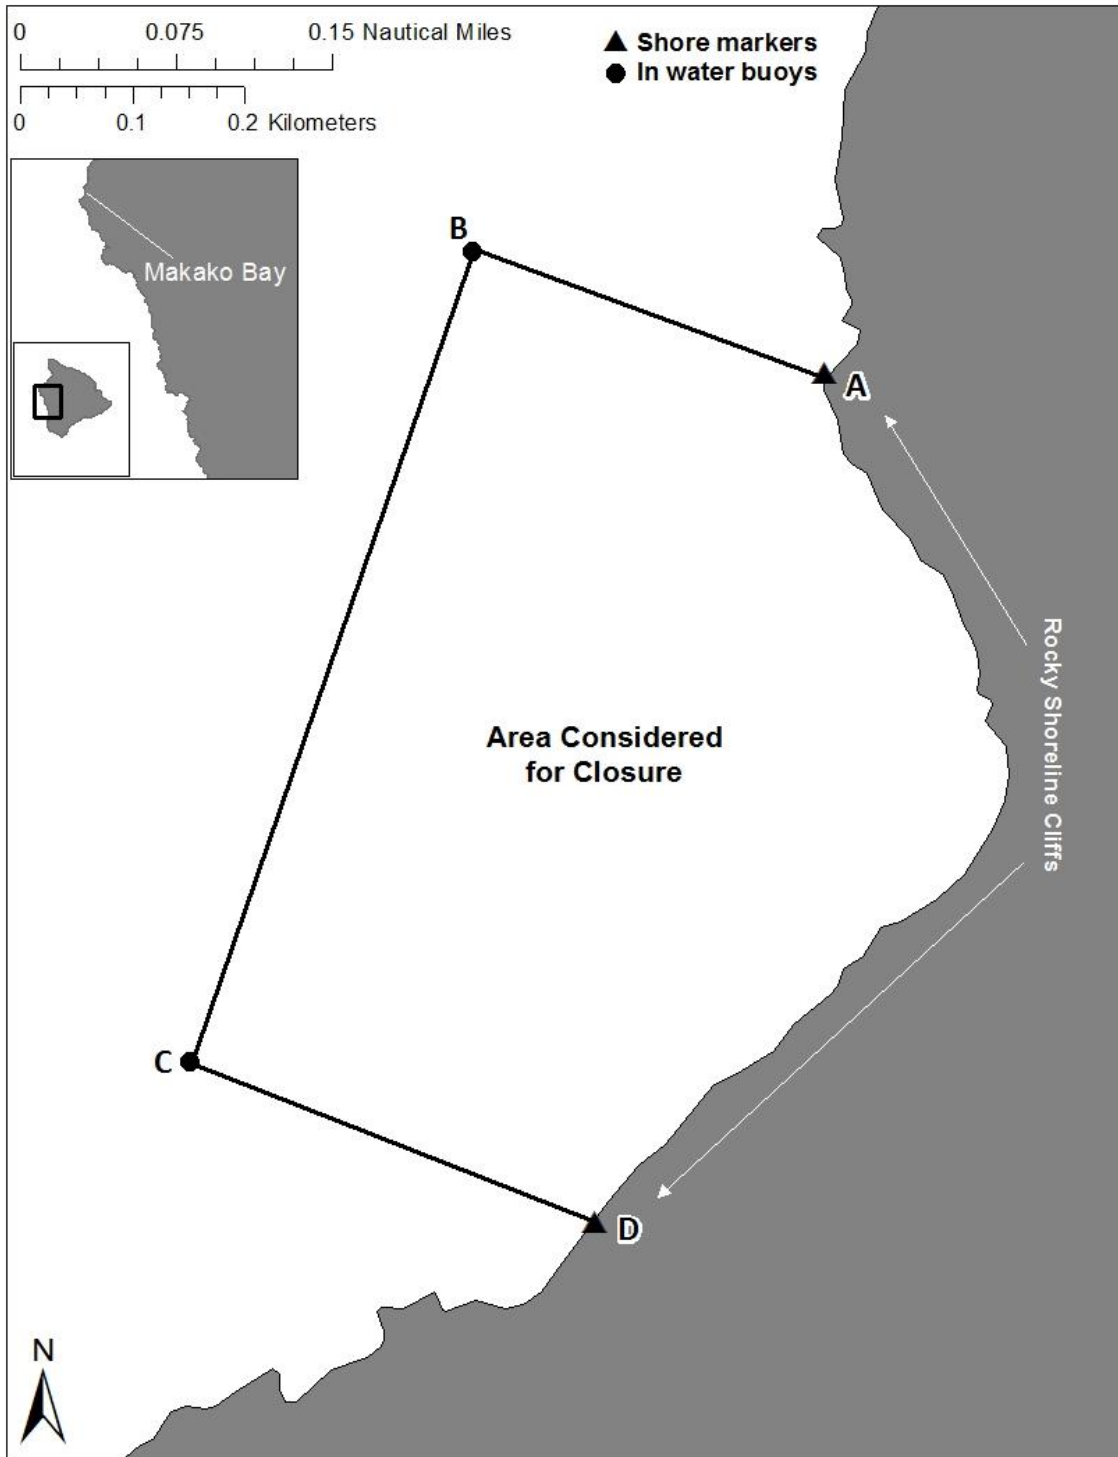 0 0.075 0.15 Nautical Miles
0 0.1 0.2 Kilometers
Shore markers
In water buoys
Makako Bay
B
A
Rocky Shoreline Cliffs
Area Considered
for Closure
C
D
N